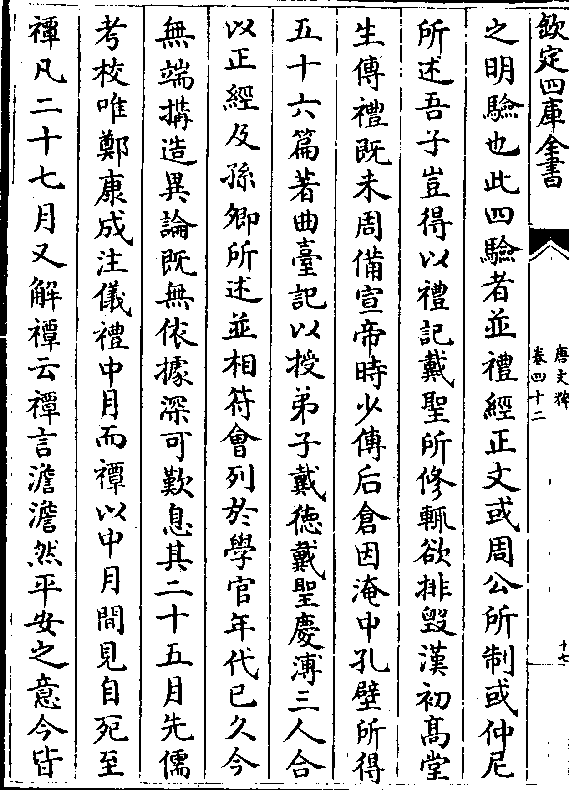 欽定四庫全書
唐文粹
卷四十二
十七
之明驗也此四驗者並禮經正文或周公所制或仲尼
所述吾子豈得以禮記戴聖所修輒欲排毀漢初髙堂
生傳禮既未周備宣帝時少傳后倉因淹中孔壁所得
五十六篇著曲臺記以授弟子戴徳戴聖慶溥三人合
以正經及孫卿所述並相符會列於學官年代已久今
無端搆造異論既無依據深可歎息其二十五月先儒
考校唯鄭康成注儀禮中月而禫以中月間見自死至
禫凡二十七月又解禫云禫言澹澹然平安之意今皆